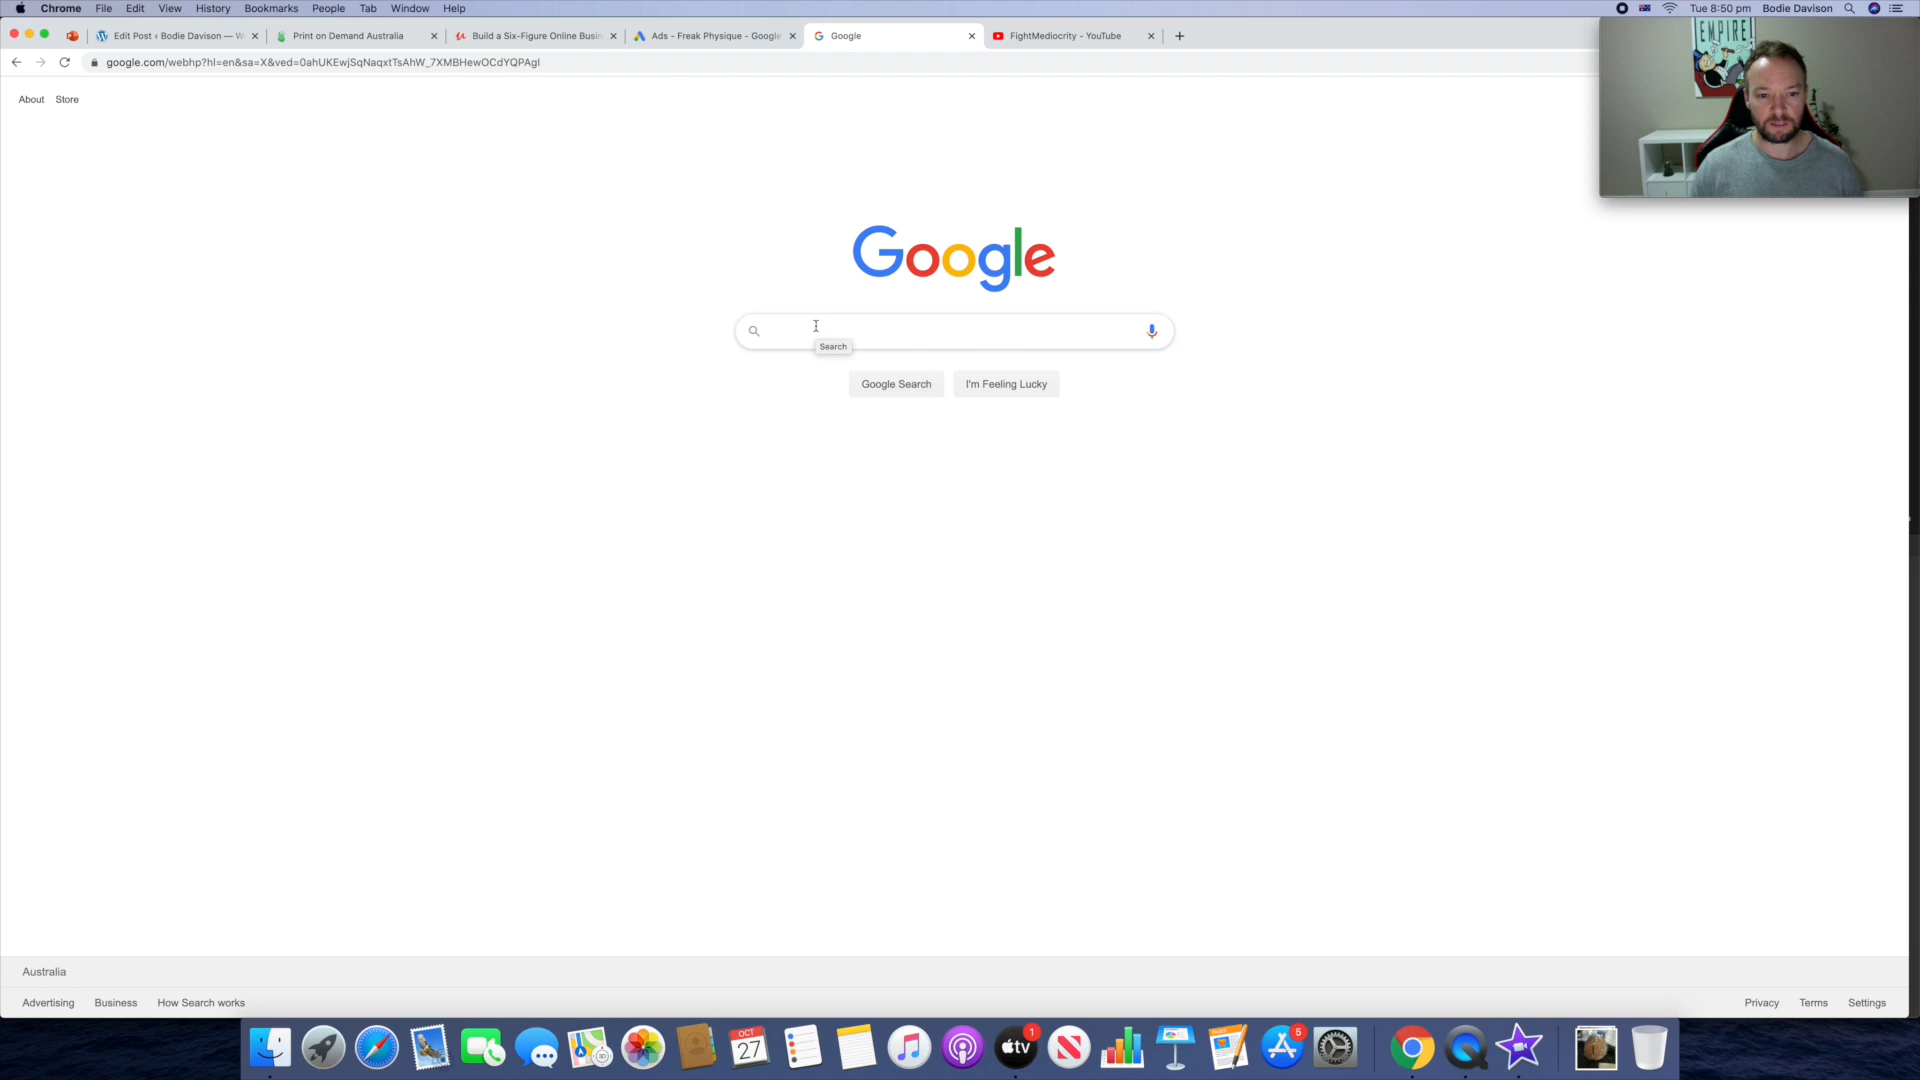 Chrome File Edit View History Bookmarks People Tab Window Help
Tue 8:50 pm Bodie Davison
Edit Post ‹ Bodie Davison — W
Print on Demand Australia
Build a Six-Figure Online Busin
Ads - Freak Physique - Google
Google
FightMediocrity - YouTube
google.com/webhp?hl=en&sa=X&ved=0ahUKEwjSqNaqxtTsAhW_7XMBHewOCdYQPAgI
EMPIRE!
About Store
Google
Search
Google Search I'm Feeling Lucky
Australia
Advertising Business How Search works
Privacy Terms Settings
OCT
27
3D
tv
1
5
PAGES